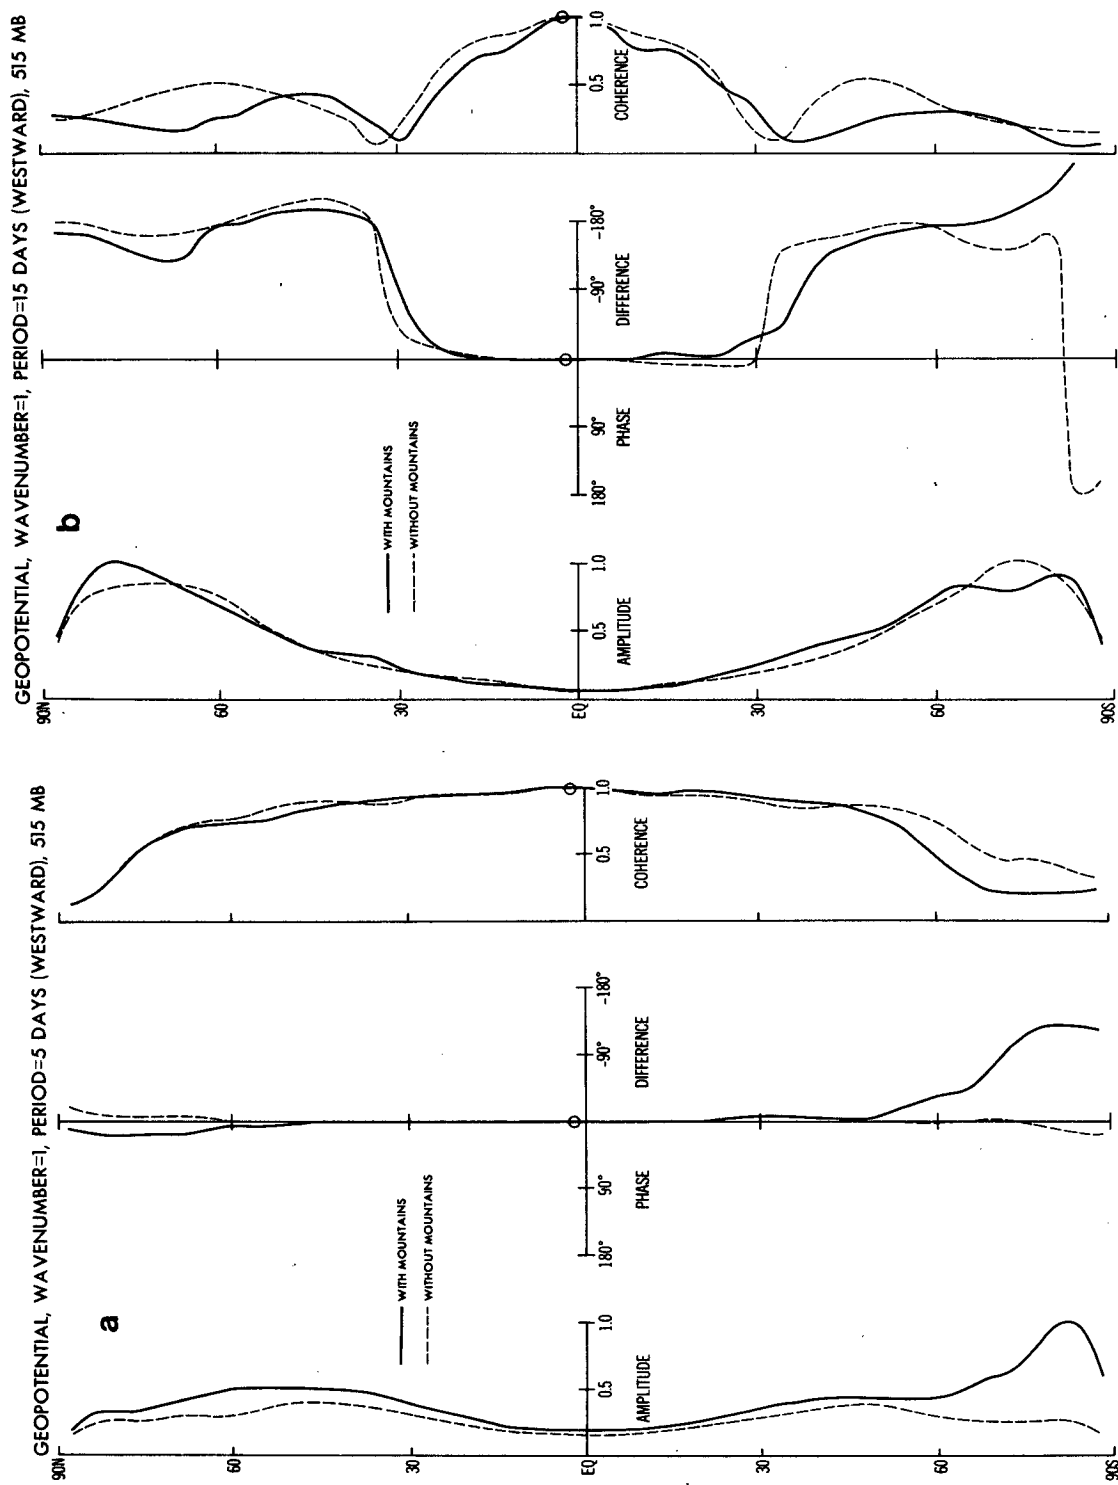 GEOPOTENTIAL, WAVENUMBER=1, PERIOD=5 DAYS (WESTWARD), 515 MB
a
WITH MOUNTAINS
WITHOUT MOUNTAINS
1.0
0.5
COHERENCE
-180°
-90°
DIFFERENCE
PHASE
90°
180°
1.0
0.5
AMPLITUDE
90N
60
30
EQ
30
60
90S
GEOPOTENTIAL, WAVENUMBER=1, PERIOD=15 DAYS (WESTWARD), 515 MB
b
WITH MOUNTAINS
WITHOUT MOUNTAINS
1.0
0.5
COHERENCE
-180°
-90°
DIFFERENCE
PHASE
90°
180°
1.0
0.5
AMPLITUDE
90N
60
30
EQ
30
60
90S